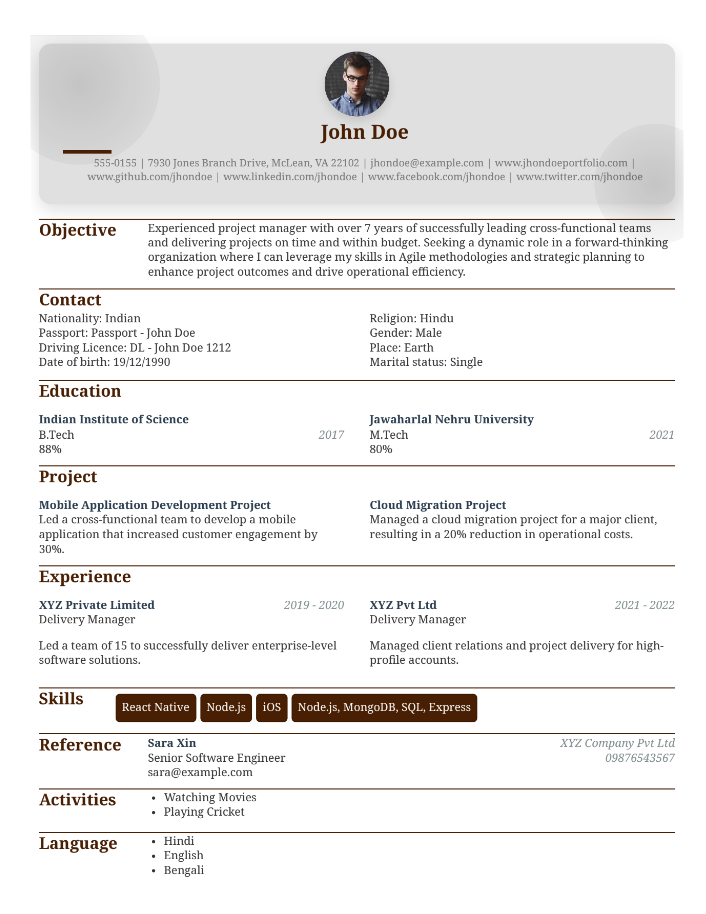 John Doe
555-0155 | 7930 Jones Branch Drive, McLean, VA 22102 | jhondoe@example.com | www.jhondoeportfolio.com |
www.github.com/jhondoe | www.linkedin.com/jhondoe | www.facebook.com/jhondoe | www.twitter.com/jhondoe
Objective
Experienced project manager with over 7 years of successfully leading cross-functional teams
and delivering projects on time and within budget. Seeking a dynamic role in a forward-thinking
organization where I can leverage my skills in Agile methodologies and strategic planning to
enhance project outcomes and drive operational efficiency.
Contact
Nationality: Indian
Passport: Passport - John Doe
Driving Licence: DL - John Doe 1212
Date of birth: 19/12/1990
Religion: Hindu
Gender: Male
Place: Earth
Marital status: Single
Education
Indian Institute of Science
B.Tech 2017
88%
Jawaharlal Nehru University
M.Tech 2021
80%
Project
Mobile Application Development Project
Led a cross-functional team to develop a mobile
application that increased customer engagement by
30%.
Cloud Migration Project
Managed a cloud migration project for a major client,
resulting in a 20% reduction in operational costs.
Experience
XYZ Private Limited 2019 - 2020
Delivery Manager
Led a team of 15 to successfully deliver enterprise-level
software solutions.
XYZ Pvt Ltd 2021 - 2022
Delivery Manager
Managed client relations and project delivery for high-
profile accounts.
Skills
React Native Node.js iOS Node.js, MongoDB, SQL, Express
Reference
Sara Xin XYZ Company Pvt Ltd
Senior Software Engineer 09876543567
sara@example.com
Activities
• Watching Movies
• Playing Cricket
Language
• Hindi
• English
• Bengali